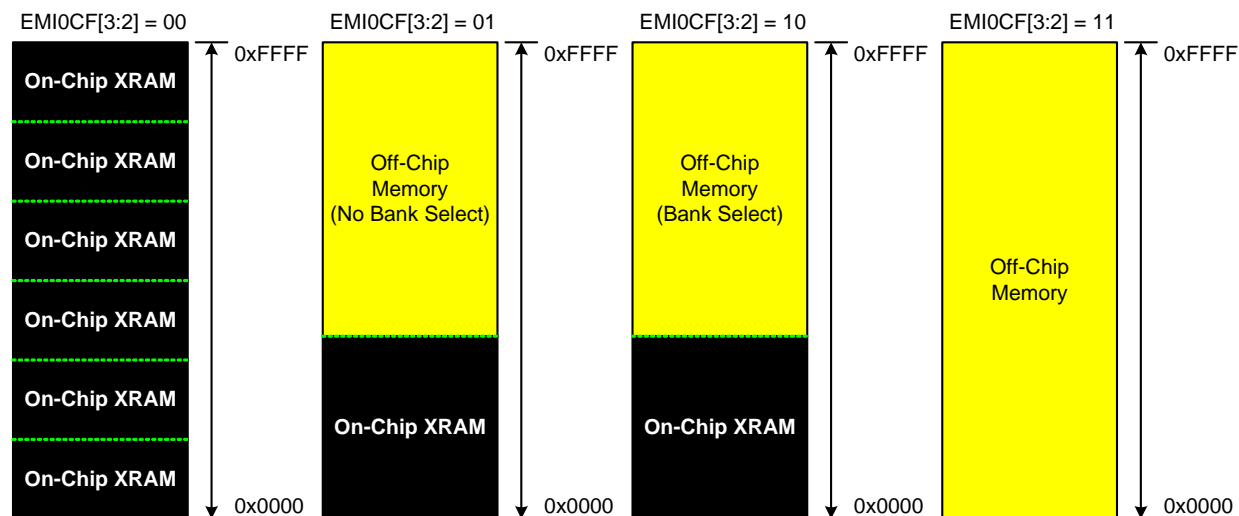 EMI0CF[3:2] = 00
On-Chip XRAM
On-Chip XRAM
On-Chip XRAM
On-Chip XRAM
On-Chip XRAM
On-Chip XRAM
0xFFFF
0x0000
EMI0CF[3:2] = 01
Off-Chip
Memory
(No Bank Select)
On-Chip XRAM
0xFFFF
0x0000
EMI0CF[3:2] = 10
Off-Chip
Memory
(Bank Select)
On-Chip XRAM
0xFFFF
0x0000
EMI0CF[3:2] = 11
Off-Chip
Memory
0xFFFF
0x0000